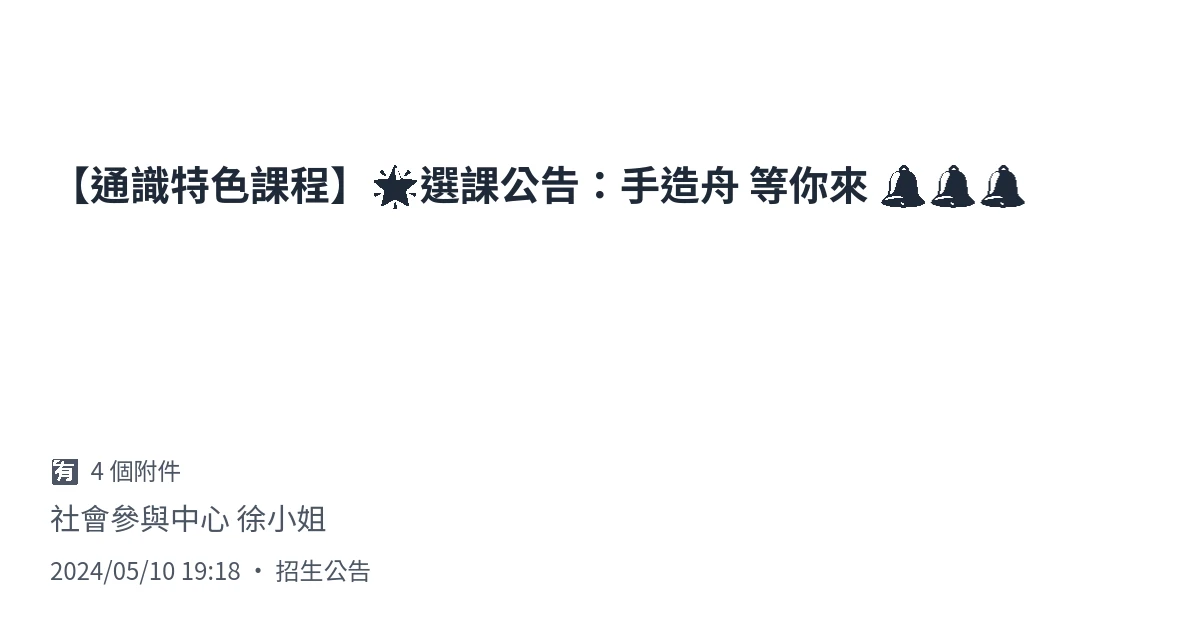 【通識特色課程】🌟選課公告：手造舟 等你來 🔔🔔🔔
🈶 4 個附件
社會參與中心 徐小姐
2024/05/10 19:18 • 招生公告